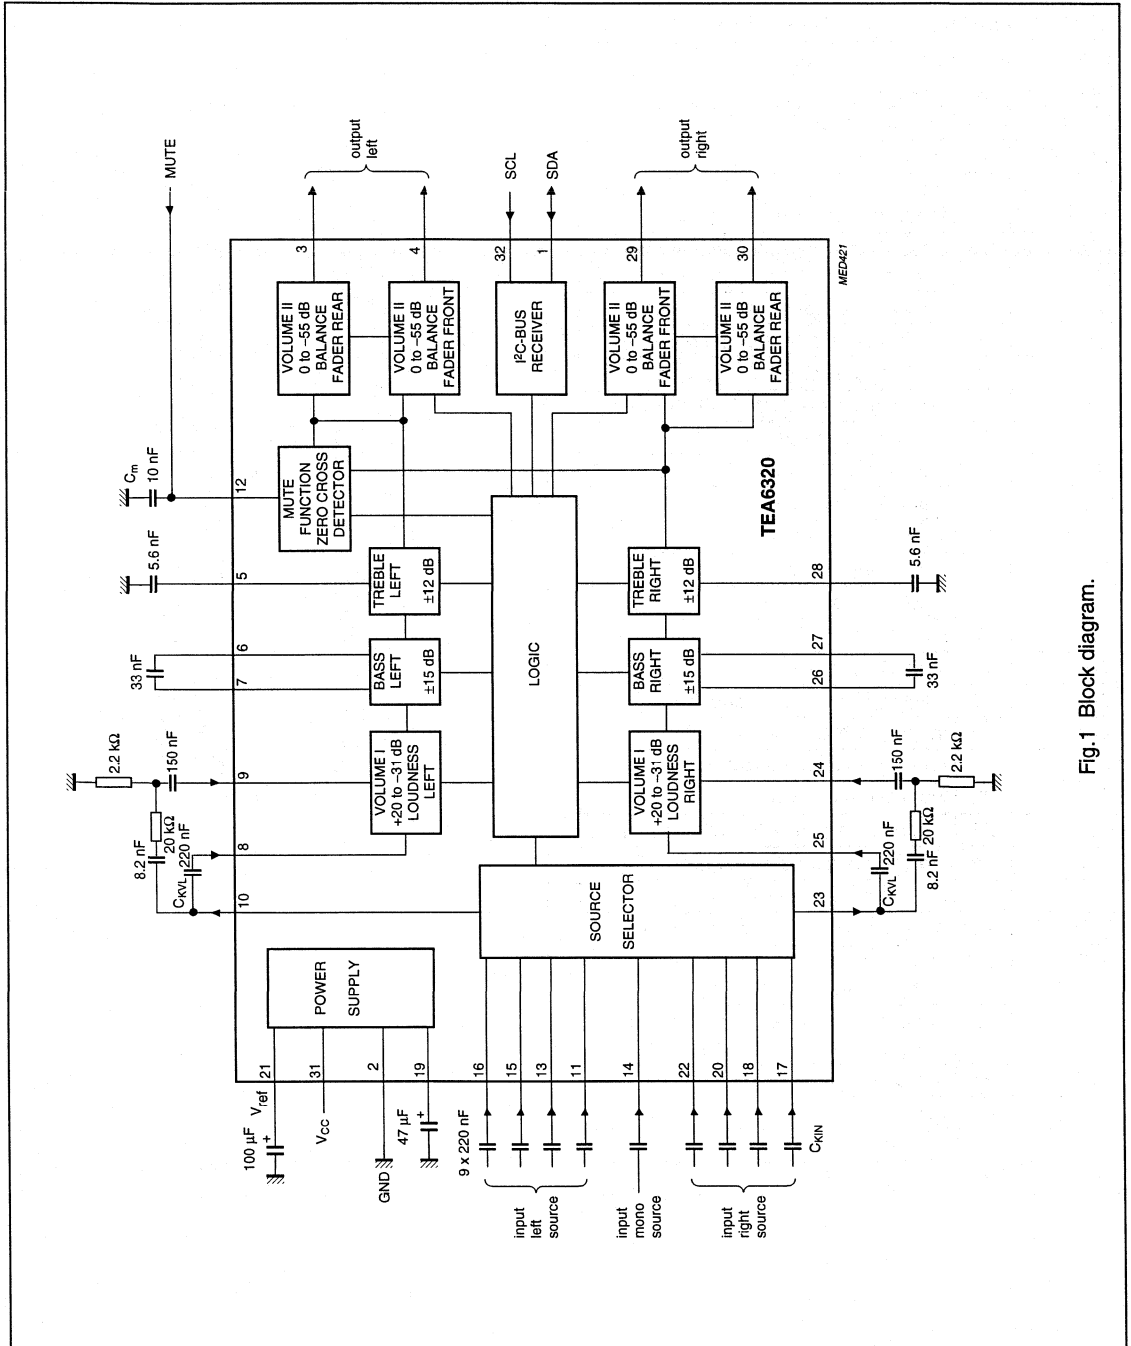 MUTE
output
left
SCL
SDA
output
right
3
4
32
1
29
30
MED421
VOLUME II
0 to –55 dB
BALANCE
FADER REAR
VOLUME II
0 to –55 dB
BALANCE
FADER FRONT
I²C-BUS
RECEIVER
VOLUME II
0 to –55 dB
BALANCE
FADER FRONT
VOLUME II
0 to –55 dB
BALANCE
FADER REAR
Cm
10 nF
12
MUTE
FUNCTION
ZERO CROSS
DETECTOR
TEA6320
5.6 nF
5
TREBLE
LEFT
±12 dB
TREBLE
RIGHT
±12 dB
28
5.6 nF
33 nF
6
7
BASS
LEFT
±15 dB
LOGIC
BASS
RIGHT
±15 dB
27
26
33 nF
2.2 kΩ
150 nF
9
VOLUME I
+20 to –31 dB
LOUDNESS
LEFT
VOLUME I
+20 to –31 dB
LOUDNESS
RIGHT
24
150 nF
2.2 kΩ
20 kΩ
8.2 nF
220 nF
CKVL
8
10
25
23
220 nF
CKVL
20 kΩ
8.2 nF
SOURCE
SELECTOR
POWER
SUPPLY
21
31
2
19
16
15
13
11
14
22
20
18
17
Vref
100 μF
+
VCC
GND
47 μF
+
9 x 220 nF
CKIN
input
left
source
input
mono
source
input
right
source
Fig.1 Block diagram.